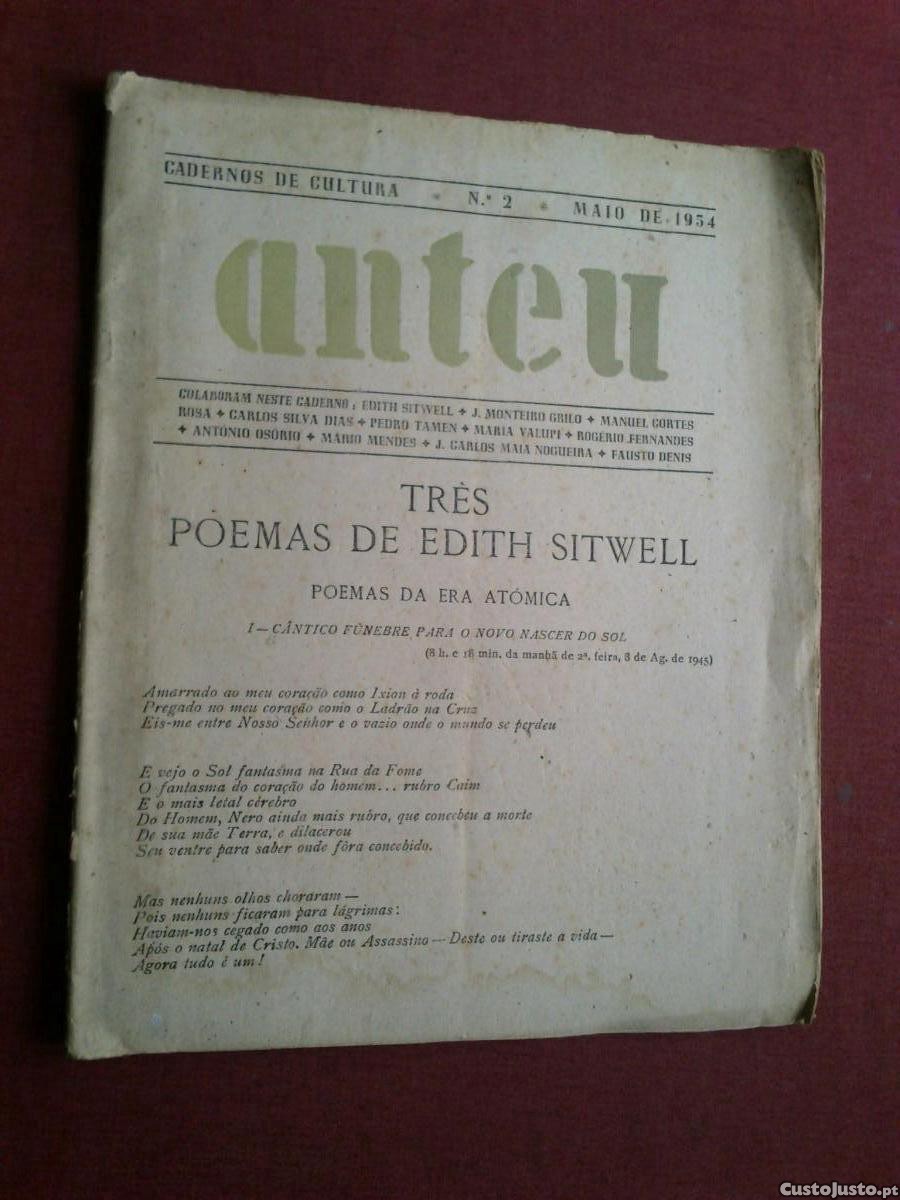 CADERNOS DE CULTURA * N.º 2 * MAIO DE 1954
anteu
COLABORAM NESTE CADERNO: EDITH SITWELL + J. MONTEIRO GRILO + MANUEL CORTES
ROSA + CARLOS SILVA DIAS + PEDRO TAMEN + MARIA VALUPI + ROGÉRIO FERNANDES
+ ANTÓNIO OSÓRIO + MÁRIO MENDES + J. CARLOS MAIA NOGUEIRA + FAUSTO DENIS
TRÊS
POEMAS DE EDITH SITWELL
POEMAS DA ERA ATÓMICA
I — CÂNTICO FÚNEBRE PARA O NOVO NASCER DO SOL
(8 h. e 18 min. da manhã de 2ª. feira, 8 de Ag. de 1945)
Amarrado ao meu coração como Ixion à roda
Pregado no meu coração como o Ladrão na Cruz
Eis-me entre Nosso Senhor e o vazio onde o mundo se perdeu
E vejo o Sol fantasma na Rua da Fome
O fantasma do coração do homem... rubro Caim
E o mais letal cérebro
Do Homem, Nero ainda mais rubro, que concebeu a morte
De sua mãe Terra, e dilacerou
Seu ventre para saber onde fôra concebido.
Mas nenhuns olhos choraram —
Pois nenhuns ficaram para lágrimas:
Haviam-nos cegado como aos anos
Após o natal de Cristo. Mãe ou Assassino — Deste ou tiraste a vida —
Agora tudo é um!
CustoJusto.pt